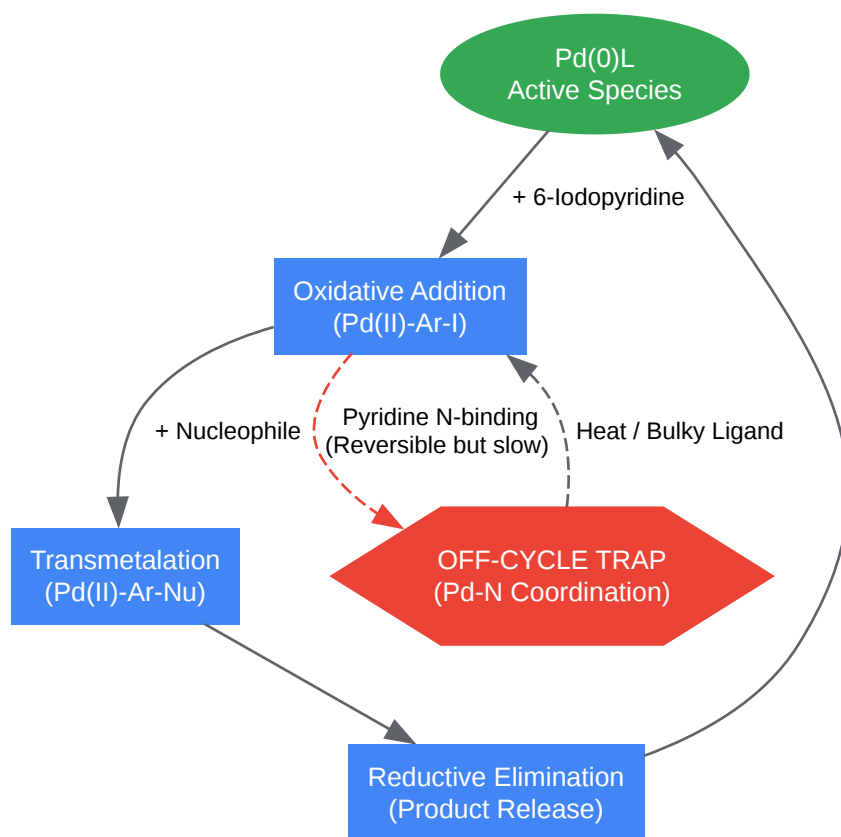 Pd(0)L
Active Species
+ 6-Iodopyridine
Oxidative Addition
(Pd(II)-Ar-I)
+ Nucleophile
Pyridine N-binding
(Reversible but slow)
Heat / Bulky Ligand
Transmetalation
(Pd(II)-Ar-Nu)
OFF-CYCLE TRAP
(Pd-N Coordination)
Reductive Elimination
(Product Release)